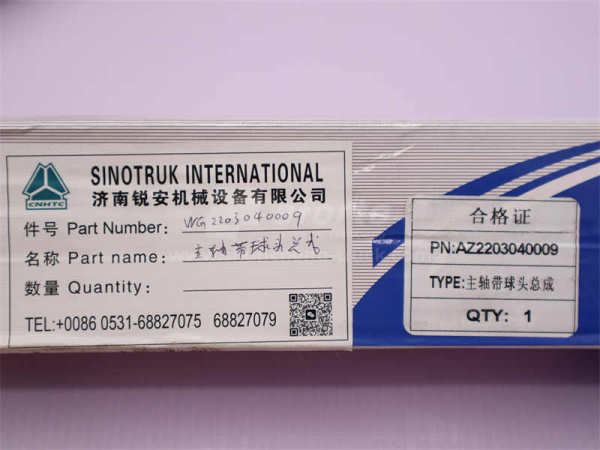 CNHTC
SINOTRUK INTERNATIONAL
济南锐安机械设备有限公司
件号 Part Number: WG2203040009
名称 Part name: 主轴带球头总成
数量 Quantity:
TEL:+0086 0531-68827075 68827079
合格证
PN:AZ2203040009
TYPE:主轴带球头总成
QTY: 1